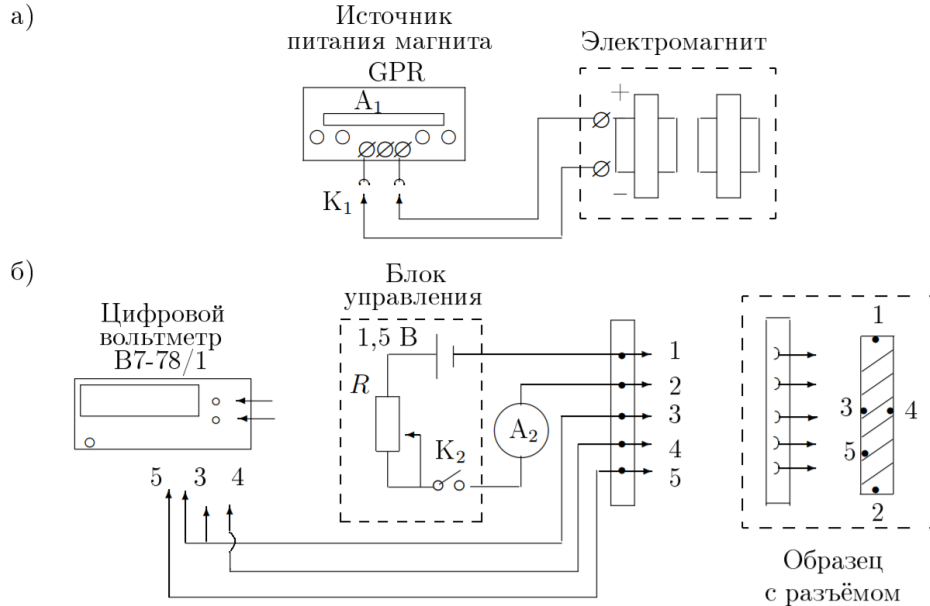 а)
Источник
питания магнита
GPR
A1
K1
Электромагнит
+
−
б)
Цифровой
вольтметр
В7-78/1
5 3 4
Блок
управления
1,5 В
R
K2
A2
1
2
3
4
5
1
3 4
5
2
Образец
с разъёмом